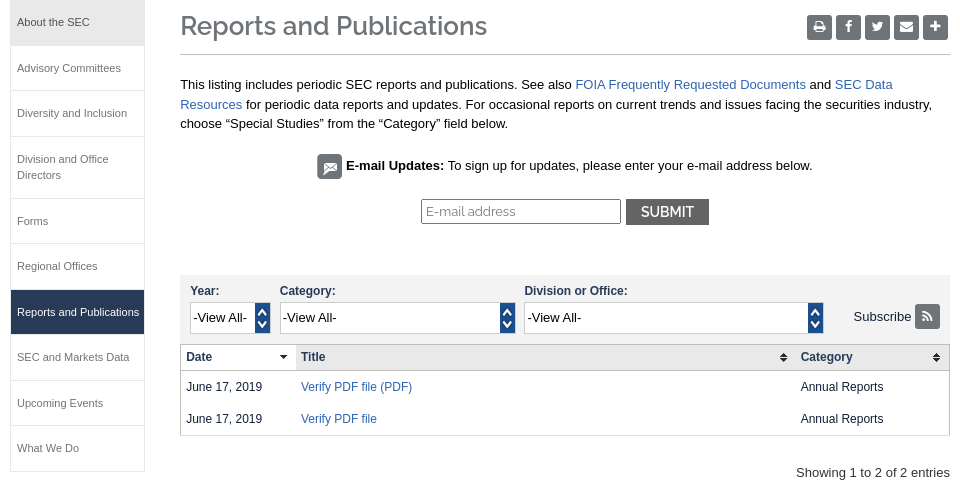 About the SEC
Advisory Committees
Diversity and Inclusion
Division and Office
Directors
Forms
Regional Offices
Reports and Publications
SEC and Markets Data
Upcoming Events
What We Do
Reports and Publications
This listing includes periodic SEC reports and publications. See also FOIA Frequently Requested Documents and SEC Data
Resources for periodic data reports and updates. For occasional reports on current trends and issues facing the securities industry,
choose “Special Studies” from the “Category” field below.
E-mail Updates: To sign up for updates, please enter your e-mail address below.
E-mail address SUBMIT
Year: Category: Division or Office:
-View All- -View All- -View All- Subscribe
Date Title Category
June 17, 2019 Verify PDF file (PDF) Annual Reports
June 17, 2019 Verify PDF file Annual Reports
Showing 1 to 2 of 2 entries